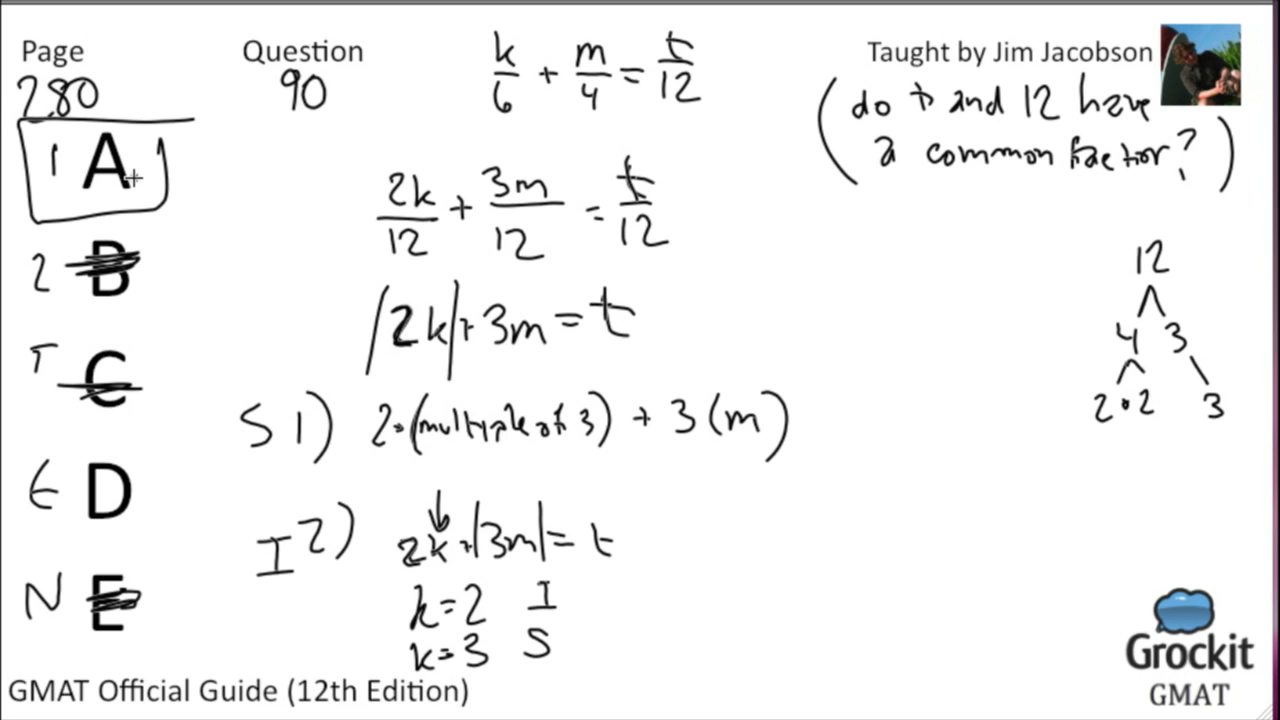 Page Question Taught by Jim Jacobson
280 90
k/6 + m/4 = t/12
(do t and 12 have
a common factor?)
1 A
2k/12 + 3m/12 = t/12
2 B
12
4 3
2·2 3
|2k|+3m = t
T C
S 1) 2·(multiple of 3) + 3(m)
E D
I 2) 2k+|3m|= t
k=2 I
k=3 S
N E
Grockit
GMAT
GMAT Official Guide (12th Edition)